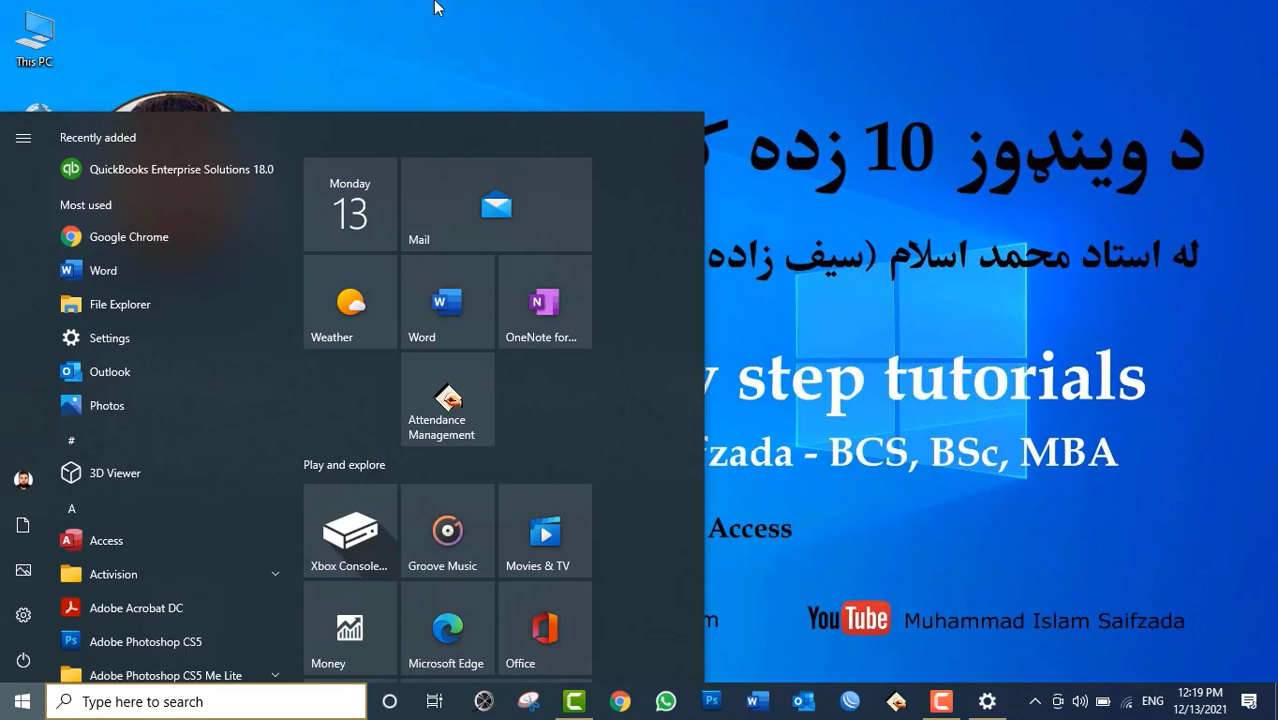 This PC
Recently added
QuickBooks Enterprise Solutions 18.0
Most used
Google Chrome
Word
File Explorer
Settings
Outlook
Photos
#
3D Viewer
A
Access
Activision
Adobe Acrobat DC
Adobe Photoshop CS5
Adobe Photoshop CS5 Me Lite
Monday
13
Mail
Weather
Word
OneNote for...
Attendance
Management
Play and explore
Xbox Console...
Groove Music
Movies & TV
Money
Microsoft Edge
Office
د وینډوز 10 زده
له استاد محمد اسلام (سیف زاده
step tutorials
- BCS, BSc, MBA
Access
YouTube Muhammad Islam Saifzada
Type here to search
ENG
12:19 PM
12/13/2021